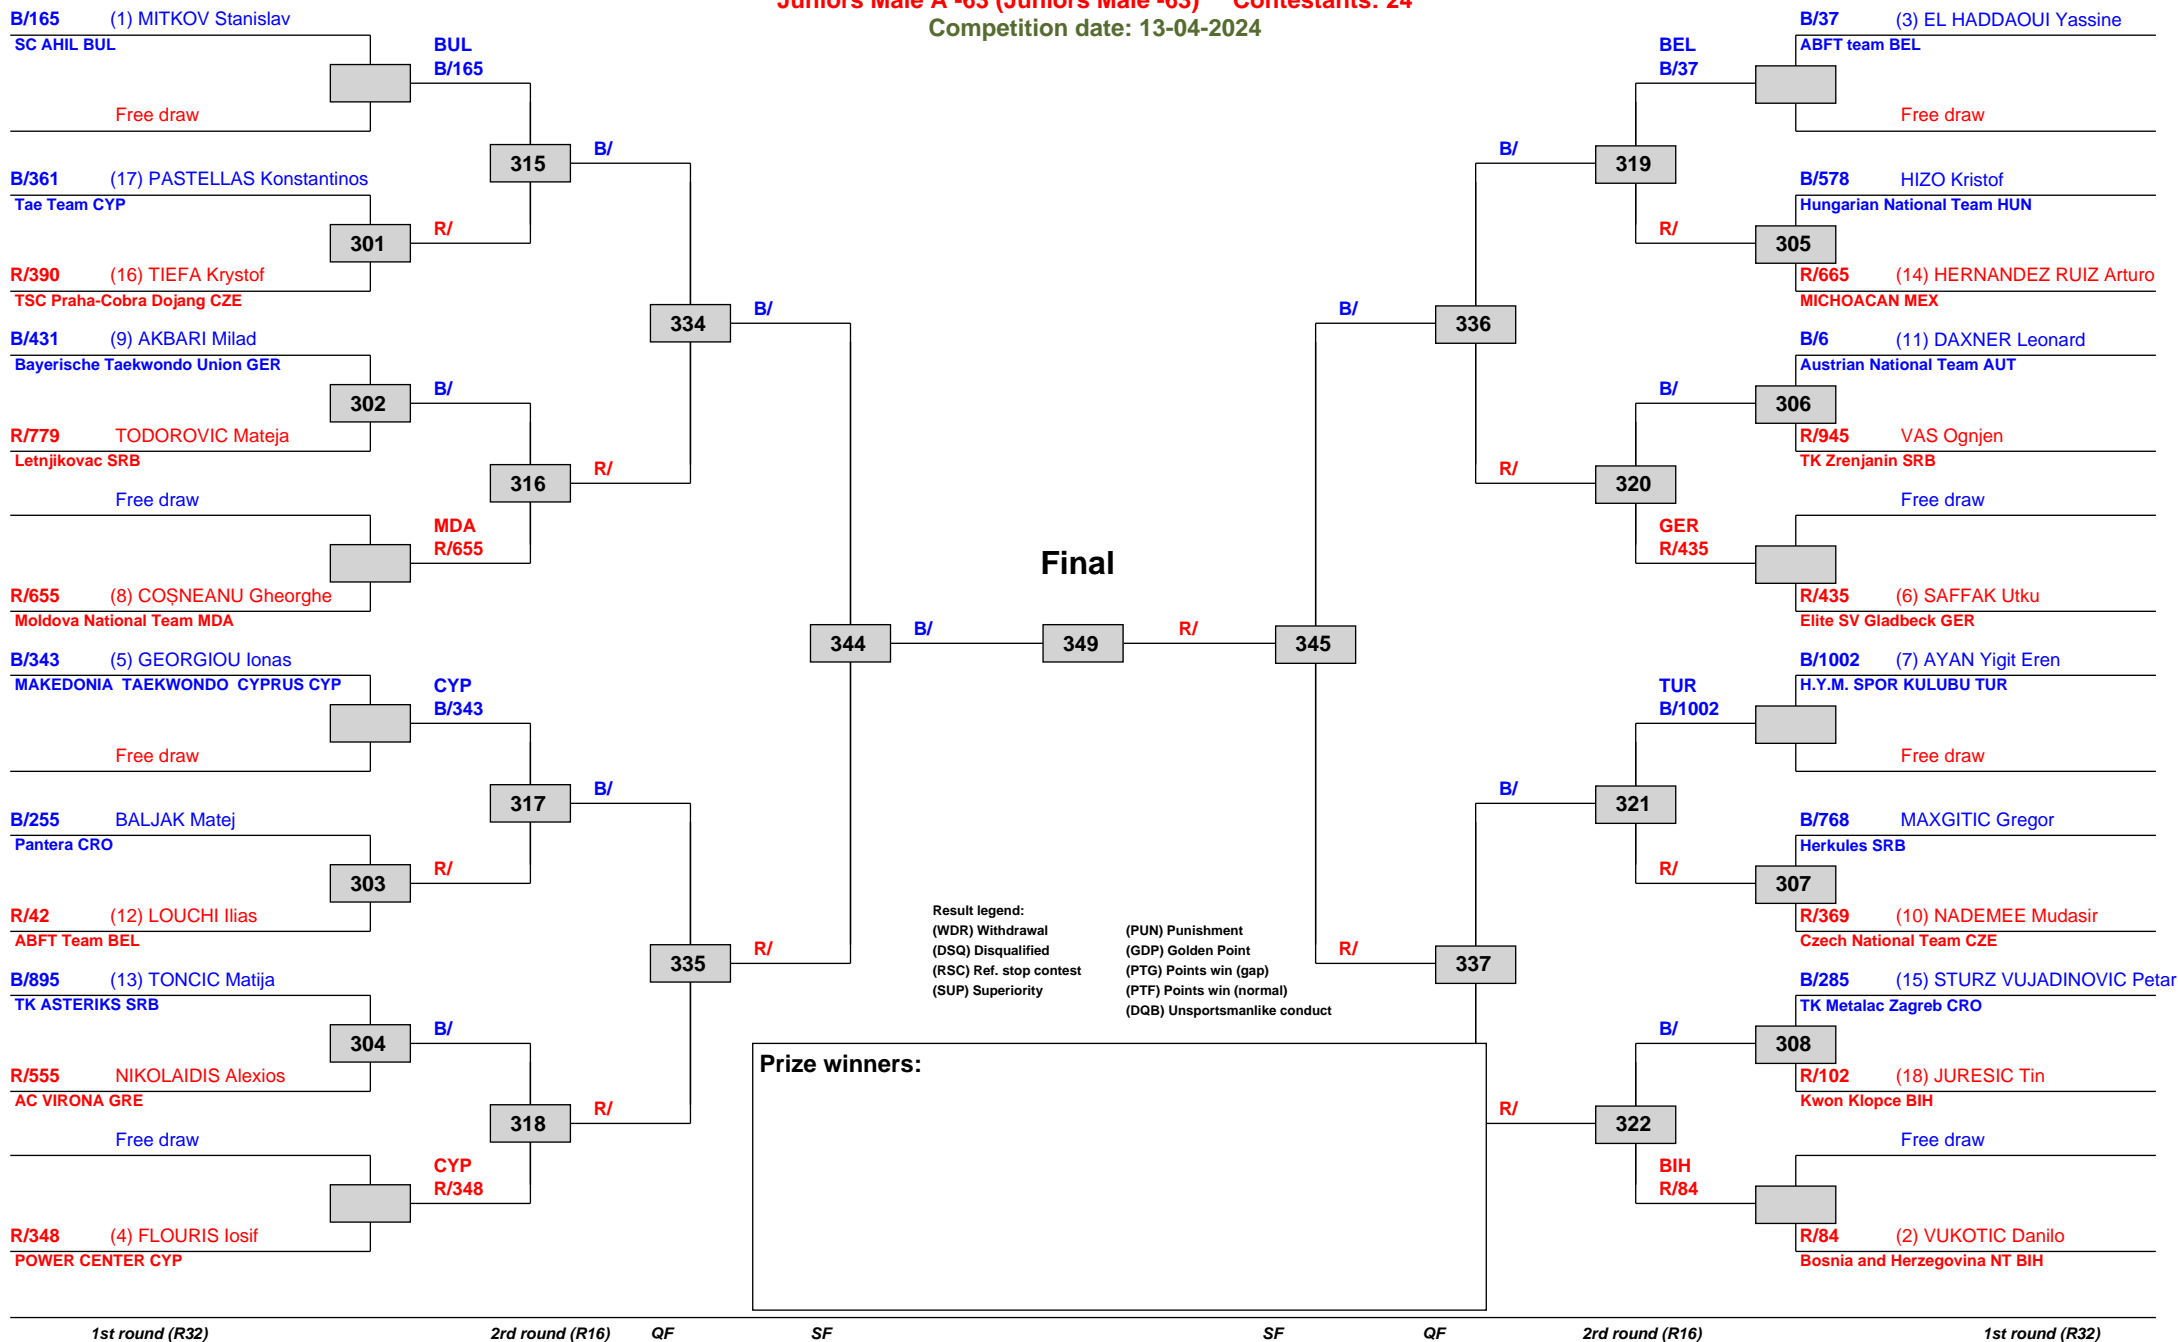 Juniors Male A -63 (Juniors Male -63) Contestants: 24
Competition date: 13-04-2024
B/165 (1) MITKOV Stanislav
SC AHIL BUL
BUL
B/165
Free draw
315
B/
B/361 (17) PASTELLAS Konstantinos
Tae Team CYP
301
R/
R/390 (16) TIEFA Krystof
TSC Praha-Cobra Dojang CZE
334
B/
B/431 (9) AKBARI Milad
Bayerische Taekwondo Union GER
302
B/
R/779 TODOROVIC Mateja
Letnjikovac SRB
316
R/
Free draw
MDA
R/655
R/655 (8) COȘNEANU Gheorghe
Moldova National Team MDA
344
B/
B/343 (5) GEORGIOU Ionas
MAKEDONIA TAEKWONDO CYPRUS CYP
CYP
B/343
Free draw
317
B/
B/255 BALJAK Matej
Pantera CRO
303
R/
R/42 (12) LOUCHI Ilias
ABFT Team BEL
335
R/
B/895 (13) TONCIC Matija
TK ASTERIKS SRB
304
B/
R/555 NIKOLAIDIS Alexios
AC VIRONA GRE
318
R/
Free draw
CYP
R/348
R/348 (4) FLOURIS Iosif
POWER CENTER CYP
Final
349
R/
345
B/37 (3) EL HADDAOUI Yassine
ABFT team BEL
BEL
B/37
Free draw
B/
319
B/578 HIZO Kristof
Hungarian National Team HUN
R/
305
R/665 (14) HERNANDEZ RUIZ Arturo
MICHOACAN MEX
B/
336
B/6 (11) DAXNER Leonard
Austrian National Team AUT
B/
306
R/945 VAS Ognjen
TK Zrenjanin SRB
R/
320
Free draw
GER
R/435
R/435 (6) SAFFAK Utku
Elite SV Gladbeck GER
B/1002 (7) AYAN Yigit Eren
H.Y.M. SPOR KULUBU TUR
TUR
B/1002
Free draw
B/
321
B/768 MAXGITIC Gregor
Herkules SRB
R/
307
R/369 (10) NADEMEE Mudasir
Czech National Team CZE
R/
337
B/285 (15) STURZ VUJADINOVIC Petar
TK Metalac Zagreb CRO
B/
308
R/102 (18) JURESIC Tin
Kwon Klopce BIH
R/
322
Free draw
BIH
R/84
R/84 (2) VUKOTIC Danilo
Bosnia and Herzegovina NT BIH
Result legend:
(WDR) Withdrawal (PUN) Punishment
(DSQ) Disqualified (GDP) Golden Point
(RSC) Ref. stop contest (PTG) Points win (gap)
(SUP) Superiority (PTF) Points win (normal)
(DQB) Unsportsmanlike conduct
Prize winners:
1st round (R32) 2rd round (R16) QF SF SF QF 2rd round (R16) 1st round (R32)